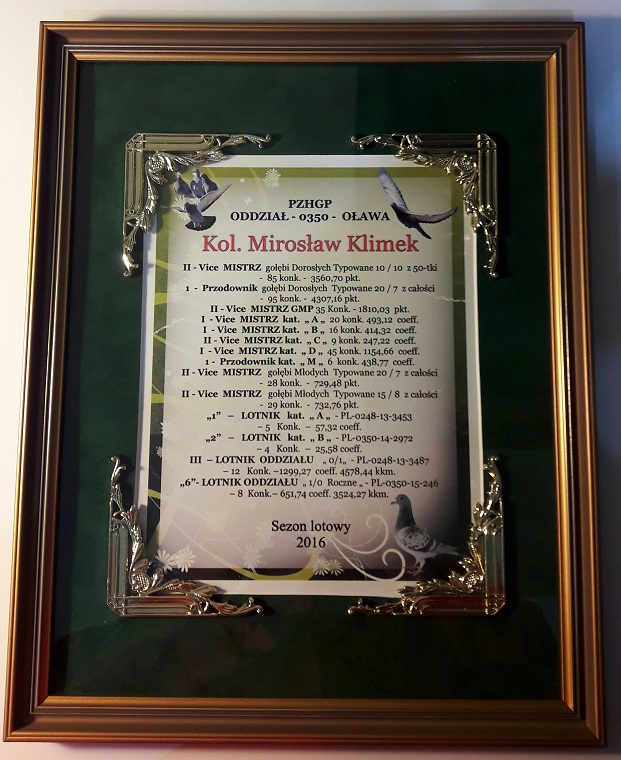 PZHGP
ODDZIAŁ - 0350 - OŁAWA
Kol. Mirosław Klimek
II - Vice MISTRZ gołębi Dorosłych Typowane 10 / 10 z 50-tki
- 85 konk. - 3560,70 pkt.
1 - Przodownik gołębi Dorosłych Typowane 20 / 7 z całości
- 95 konk. - 4307,16 pkt.
II - Vice MISTRZ GMP 35 Konk. - 1810,03 pkt.
I - Vice MISTRZ kat. „ A „ 20 konk. 493,12 coeff.
I - Vice MISTRZ kat. „ B „ 16 konk. 414,32 coeff.
II - Vice MISTRZ kat. „ C „ 9 konk. 247,22 coeff.
I - Vice MISTRZ kat. „ D „ 45 konk. 1154,66 coeff.
1 - Przodownik kat. „ M „ 6 konk. 438,77 coeff.
II - Vice MISTRZ gołębi Młodych Typowane 20 / 7 z całości
- 28 konk. - 729,48 pkt.
II - Vice MISTRZ gołębi Młodych Typowane 15 / 8 z całości
- 29 konk. - 732,76 pkt.
„1” – LOTNIK kat. „ A „ - PL-0248-13-3453
– 5 Konk. – 57,32 coeff.
„2” – LOTNIK kat. „ B „ - PL-0350-14-2972
– 4 Konk. – 25,58 coeff.
III – LOTNIK ODDZIAŁU „ 0/1„ - PL-0248-13-3487
– 12 Konk. –1299,27 coeff. 4578,44 kkm.
„6”- LOTNIK ODDZIAŁU „ 1/0 Roczne „ - PL-0350-15-246
– 8 Konk.– 651,74 coeff. 3524,27 kkm.
Sezon lotowy
2016